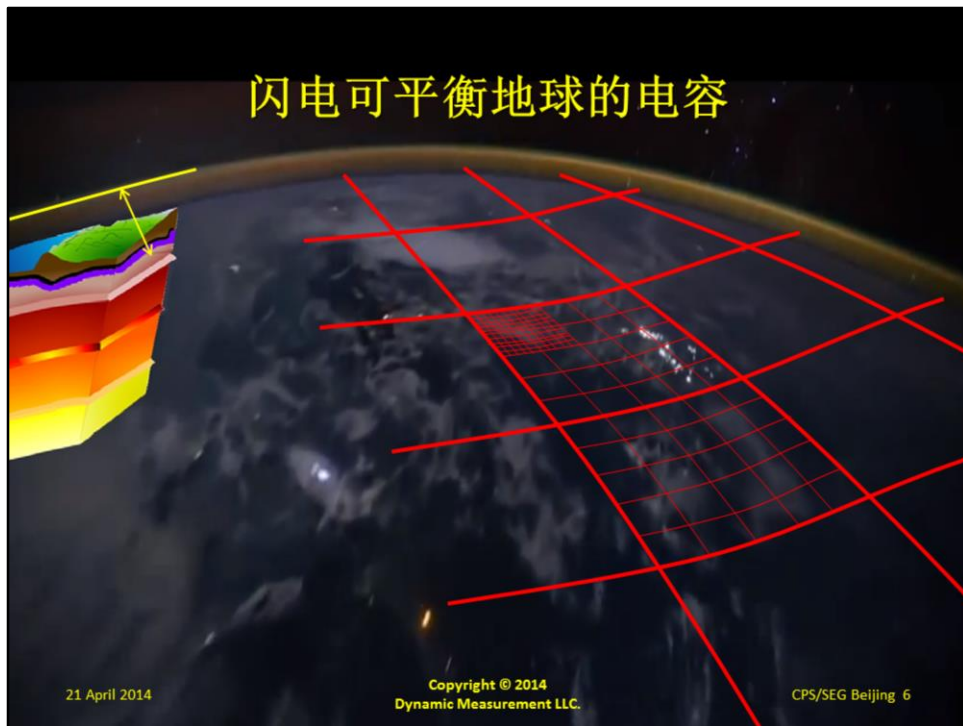 闪电可平衡地球的电容
21 April 2014
Copyright © 2014
Dynamic Measurement LLC.
CPS/SEG Beijing 6